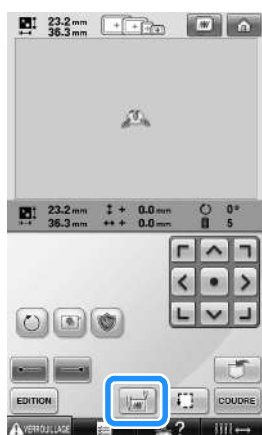 23.2 mm
36.3 mm
23.2 mm + 0.0 mm 0°
36.3 mm + 0.0 mm 5
EDITION COUDRE
VERROUILLAGE ?